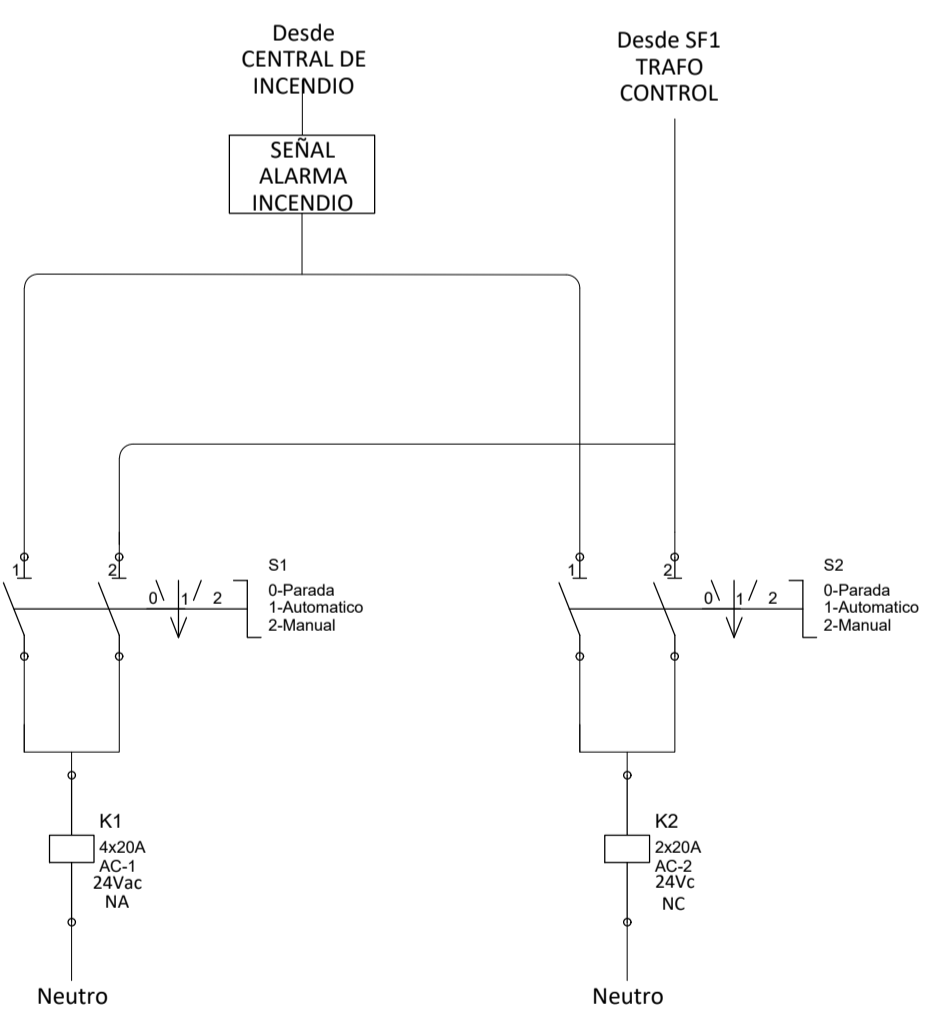 Desde
CENTRAL DE
INCENDIO
Desde SF1
TRAFO
CONTROL
SEÑAL
ALARMA
INCENDIO
1
2
0 1 2
S1
0-Parada
1-Automatico
2-Manual
1
2
0 1 2
S2
0-Parada
1-Automatico
2-Manual
K1
4x20A
AC-1
24Vac
NA
K2
2x20A
AC-2
24Vc
NC
Neutro
Neutro